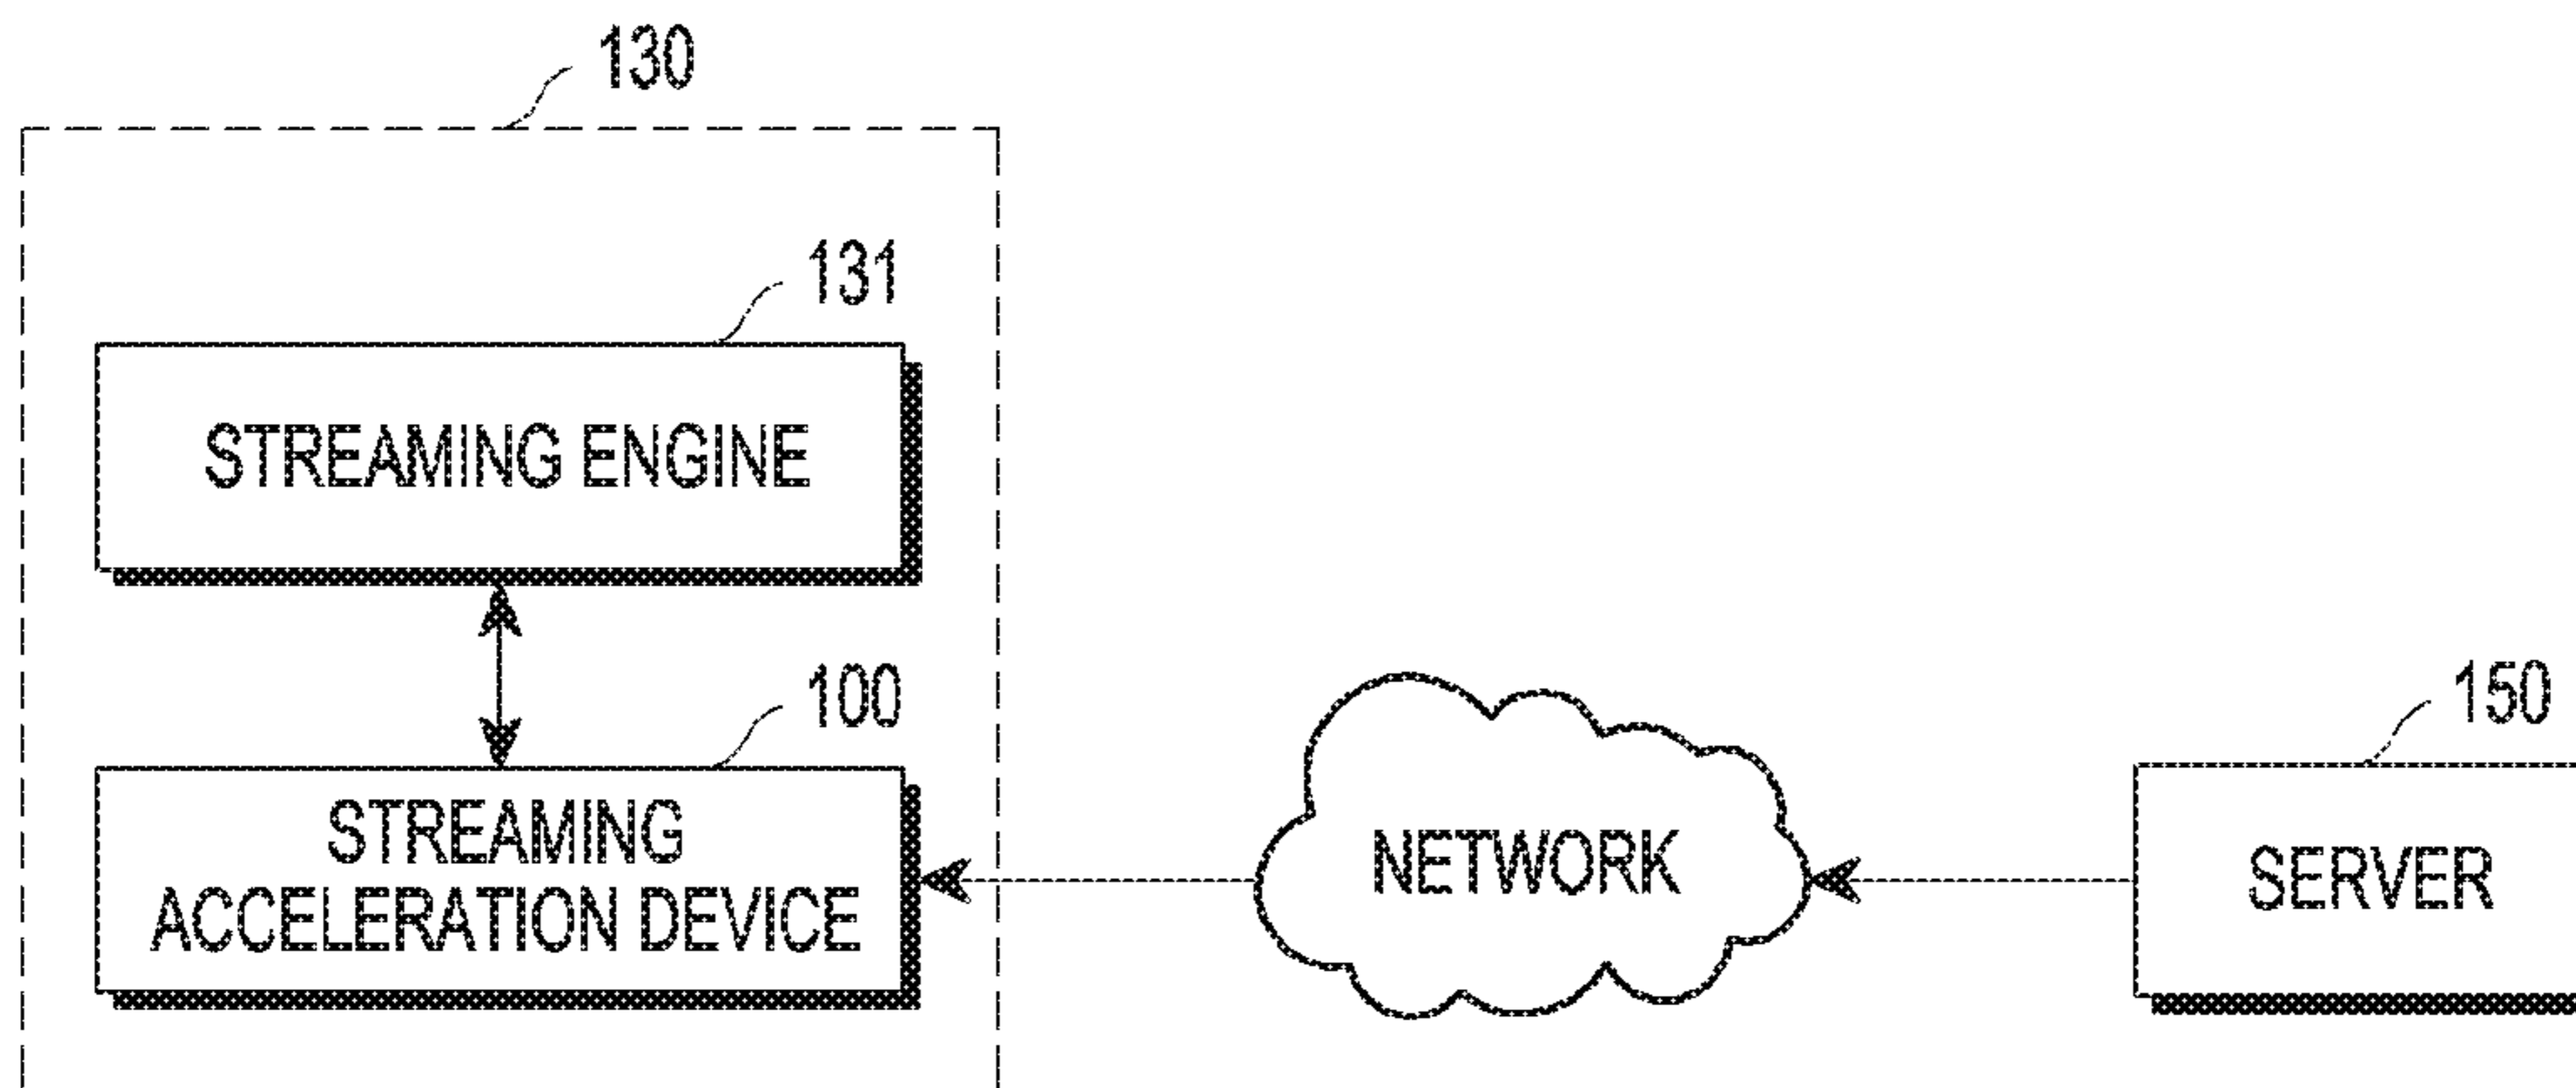 130
131
STREAMING ENGINE
100
STREAMING
ACCELERATION DEVICE
NETWORK
150
SERVER